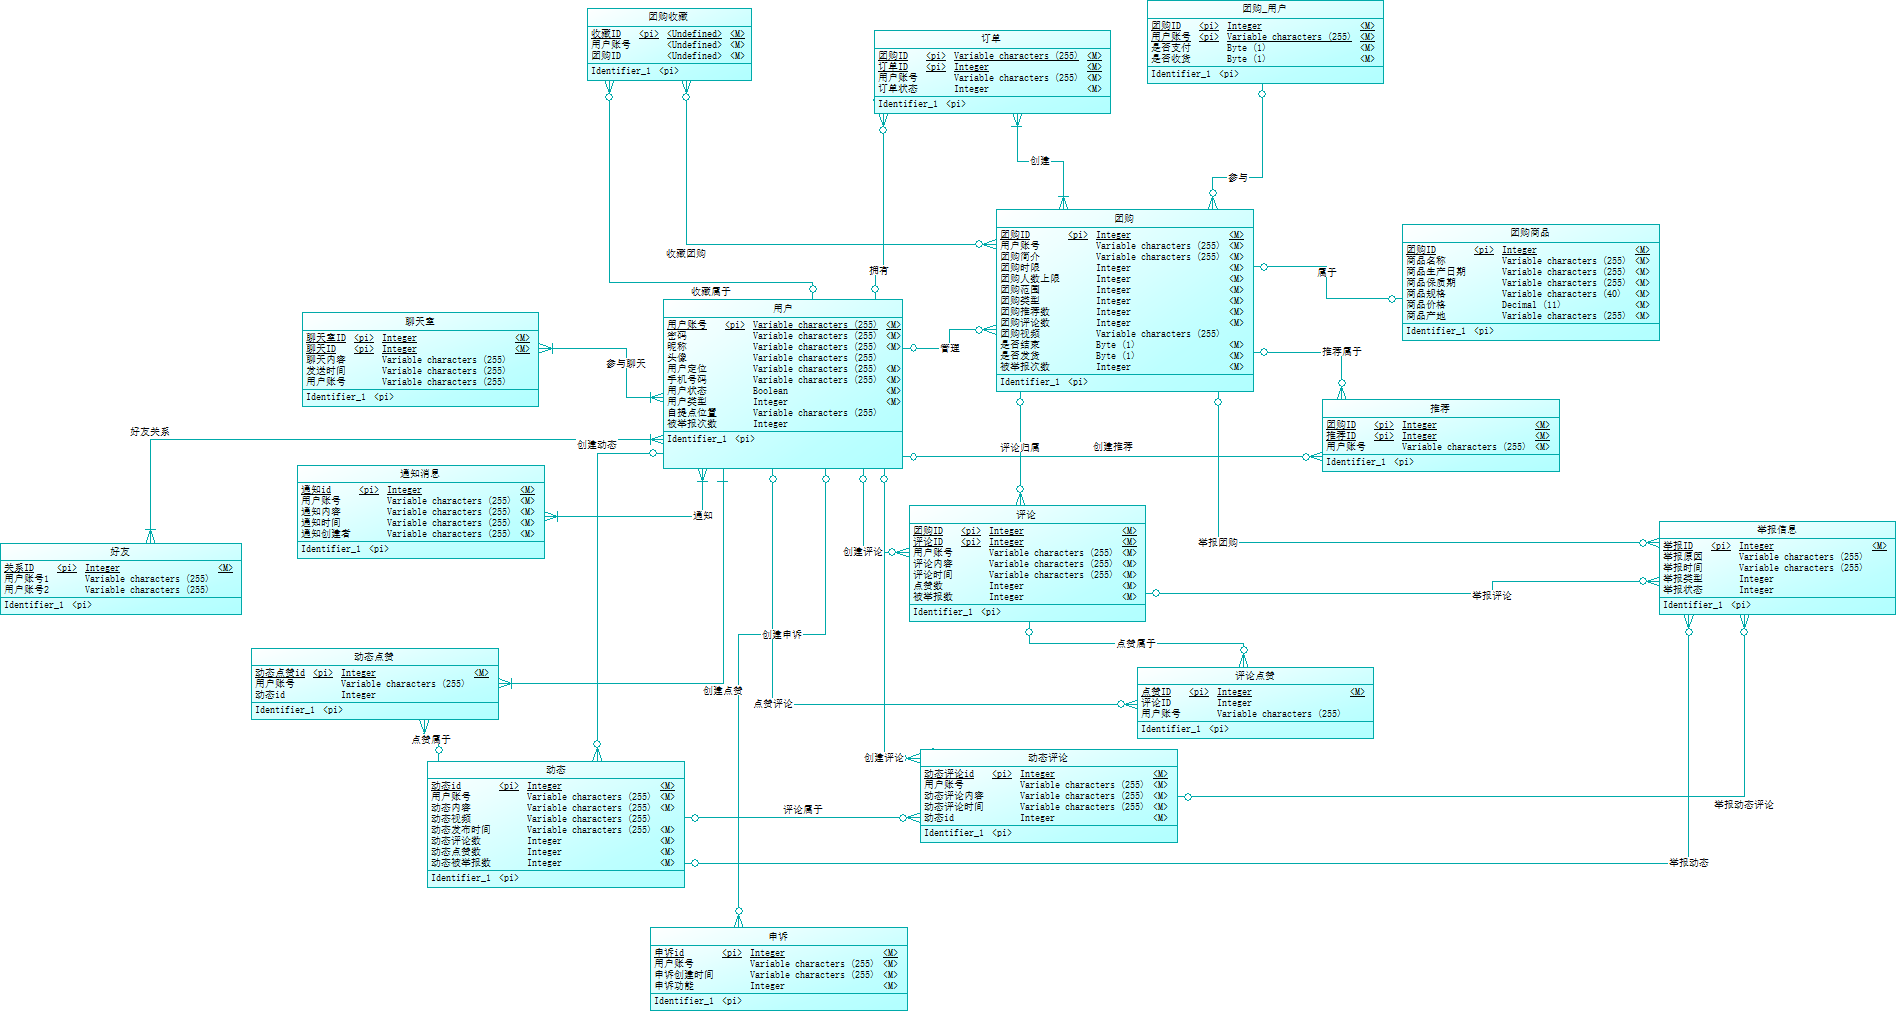 团购收藏
收藏ID <pi> <Undefined> <M>
用户账号 <Undefined> <M>
团购ID <Undefined> <M>
Identifier_1 <pi>
订单
团购ID <pi> Variable characters (255) <M>
订单ID <pi> Integer <M>
用户账号 Variable characters (255) <M>
订单状态 Integer <M>
Identifier_1 <pi>
团购_用户
团购ID <pi> Integer <M>
用户账号 <pi> Variable characters (255) <M>
是否支付 Byte (1) <M>
是否收货 Byte (1) <M>
Identifier_1 <pi>
创建
参与
收藏团购
拥有
收藏属于
属于
管理
推荐属于
团购
团购ID <pi> Integer <M>
用户账号 Variable characters (255) <M>
团购简介 Variable characters (255) <M>
团购时限 Integer <M>
团购人数上限 Integer <M>
团购范围 Integer <M>
团购类型 Integer <M>
团购推荐数 Integer <M>
团购评论数 Integer <M>
团购视频 Variable characters (255)
是否结束 Byte (1) <M>
是否发货 Byte (1) <M>
被举报次数 Integer <M>
Identifier_1 <pi>
团购商品
团购ID <pi> Integer <M>
商品名称 Variable characters (255) <M>
商品生产日期 Variable characters (255) <M>
商品保质期 Variable characters (255) <M>
商品规格 Variable characters (40) <M>
商品价格 Decimal (11) <M>
商品产地 Variable characters (255) <M>
Identifier_1 <pi>
用户
用户账号 <pi> Variable characters (255) <M>
密码 Variable characters (255) <M>
昵称 Variable characters (255) <M>
头像 Variable characters (255)
用户定位 Variable characters (255) <M>
手机号码 Variable characters (255) <M>
用户状态 Boolean <M>
用户类型 Integer <M>
自提点位置 Variable characters (255)
被举报次数 Integer
Identifier_1 <pi>
聊天室
聊天室ID <pi> Integer <M>
聊天ID <pi> Integer <M>
聊天内容 Variable characters (255)
发送时间 Variable characters (255)
用户账号 Variable characters (255)
Identifier_1 <pi>
参与聊天
推荐
团购ID <pi> Integer <M>
推荐ID <pi> Integer <M>
用户账号 Variable characters (255) <M>
Identifier_1 <pi>
好友关系
创建动态
评论归属
创建推荐
通知消息
通知id <pi> Integer <M>
用户账号 Variable characters (255) <M>
通知内容 Variable characters (255) <M>
通知时间 Variable characters (255) <M>
通知创建者 Variable characters (255) <M>
Identifier_1 <pi>
通知
好友
关系ID <pi> Integer <M>
用户账号1 Variable characters (255)
用户账号2 Variable characters (255)
Identifier_1 <pi>
创建评论
评论
团购ID <pi> Integer <M>
评论ID <pi> Integer <M>
用户账号 Variable characters (255) <M>
评论内容 Variable characters (255) <M>
评论时间 Variable characters (255) <M>
点赞数 Integer <M>
被举报数 Integer <M>
Identifier_1 <pi>
举报团购
举报评论
举报信息
举报ID <pi> Integer <M>
举报原因 Variable characters (255)
举报时间 Variable characters (255)
举报类型 Integer
举报状态 Integer
Identifier_1 <pi>
创建申诉
点赞属于
动态点赞
动态点赞id <pi> Integer <M>
用户账号 Variable characters (255)
动态id Integer
Identifier_1 <pi>
创建点赞
点赞评论
评论点赞
点赞ID <pi> Integer <M>
评论ID Integer
用户账号 Variable characters (255)
Identifier_1 <pi>
点赞属于
创建评论
动态评论
动态评论id <pi> Integer <M>
用户账号 Variable characters (255) <M>
动态评论内容 Variable characters (255) <M>
动态评论时间 Variable characters (255) <M>
动态id Integer <M>
Identifier_1 <pi>
动态
动态id <pi> Integer <M>
用户账号 Variable characters (255) <M>
动态内容 Variable characters (255) <M>
动态视频 Variable characters (255)
动态发布时间 Variable characters (255) <M>
动态评论数 Integer <M>
动态点赞数 Integer <M>
动态被举报数 Integer <M>
Identifier_1 <pi>
评论属于
举报动态评论
举报动态
申诉
申诉id <pi> Integer <M>
用户账号 Variable characters (255) <M>
申诉创建时间 Variable characters (255) <M>
申诉功能 Integer <M>
Identifier_1 <pi>